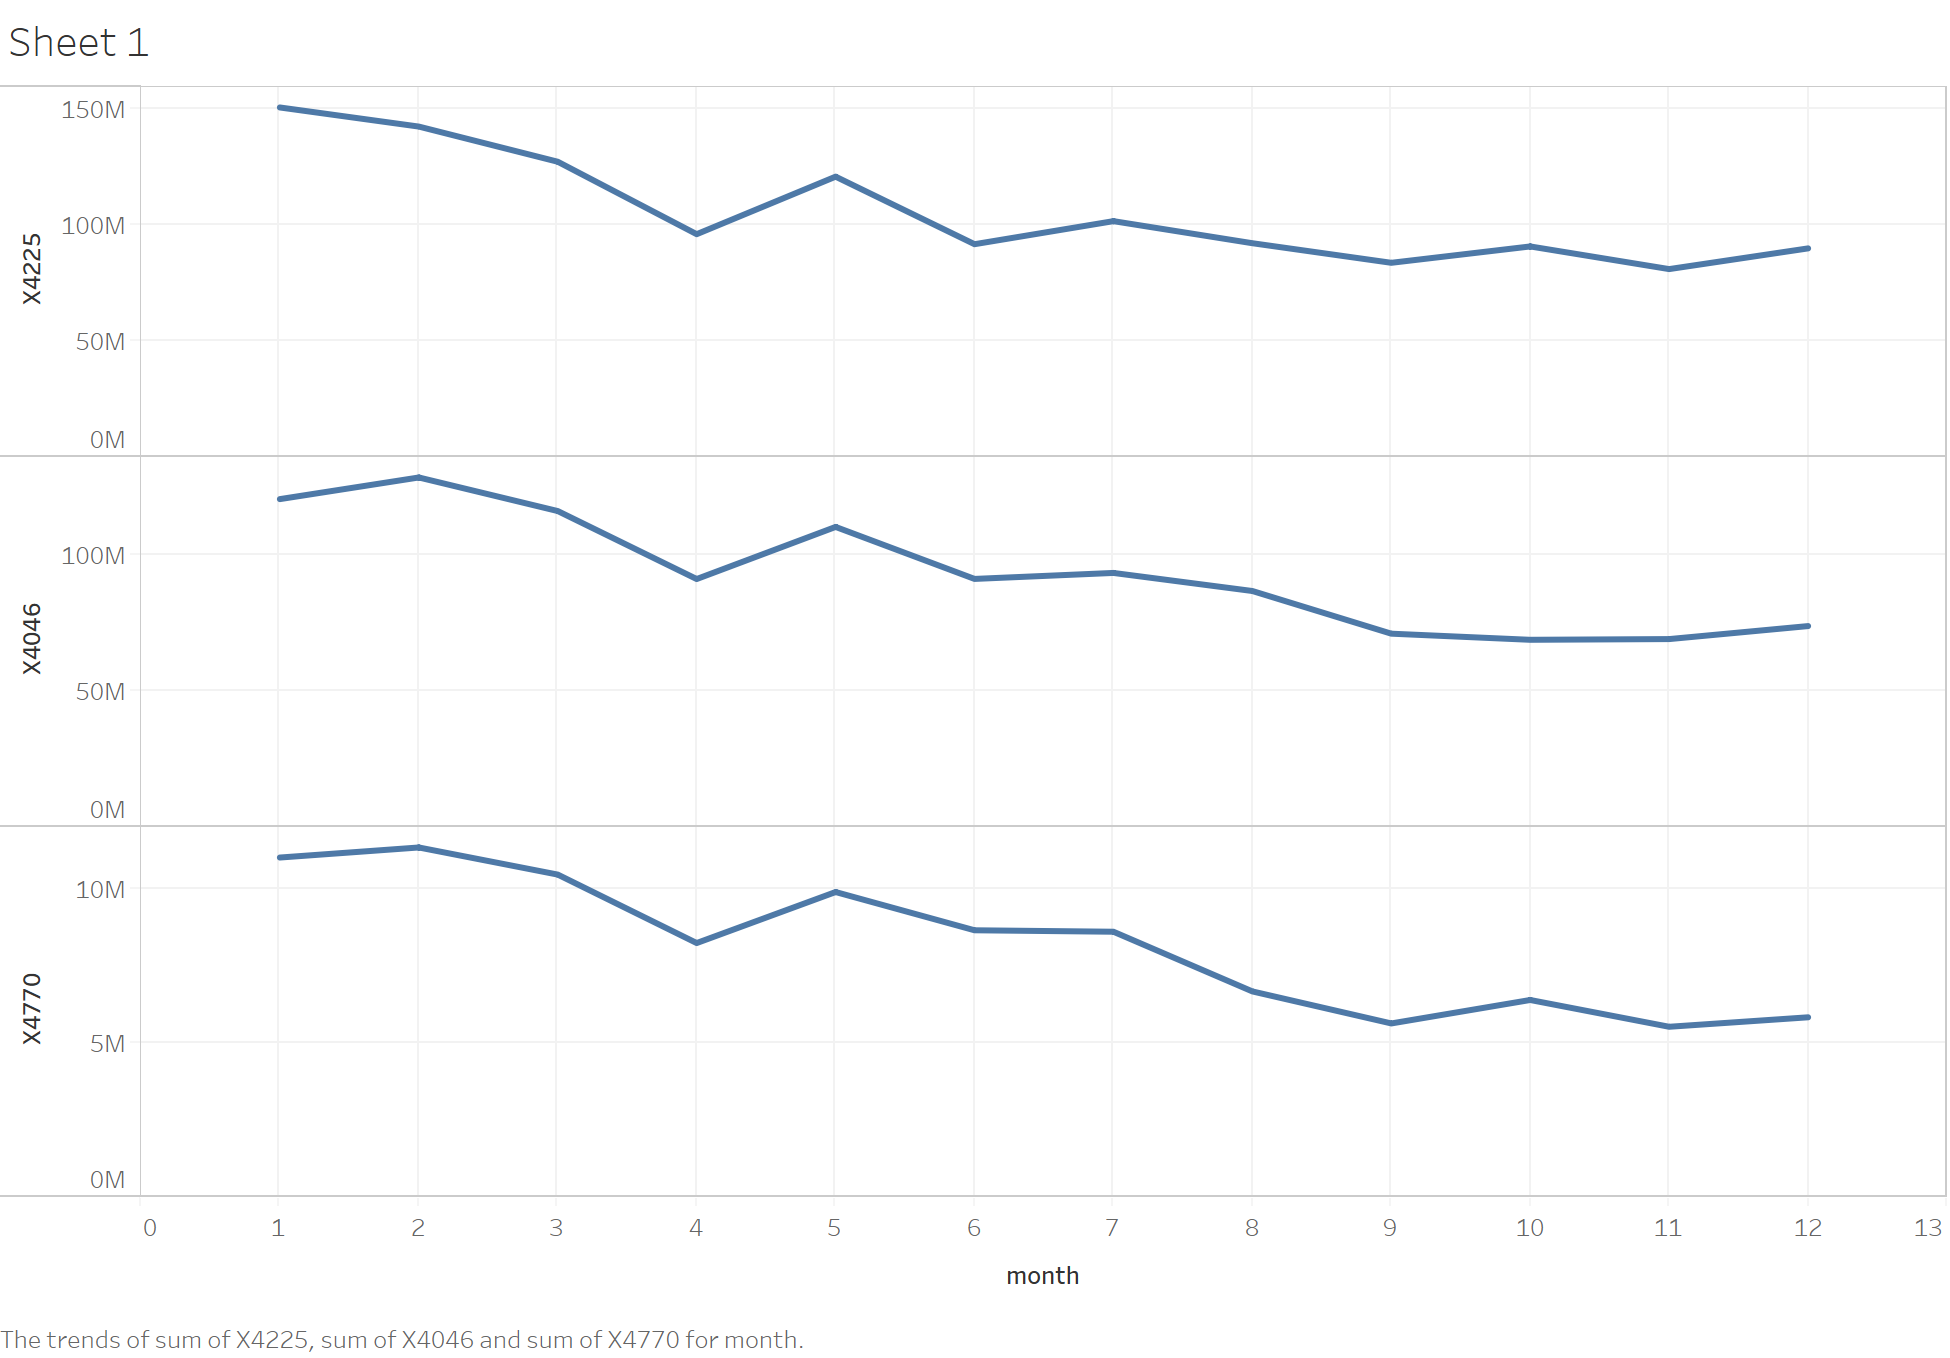 Sheet 1
X4225
150M
100M
50M
0M
X4046
100M
50M
0M
X4770
10M
5M
0M
0 1 2 3 4 5 6 7 8 9 10 11 12 13
month
The trends of sum of X4225, sum of X4046 and sum of X4770 for month.